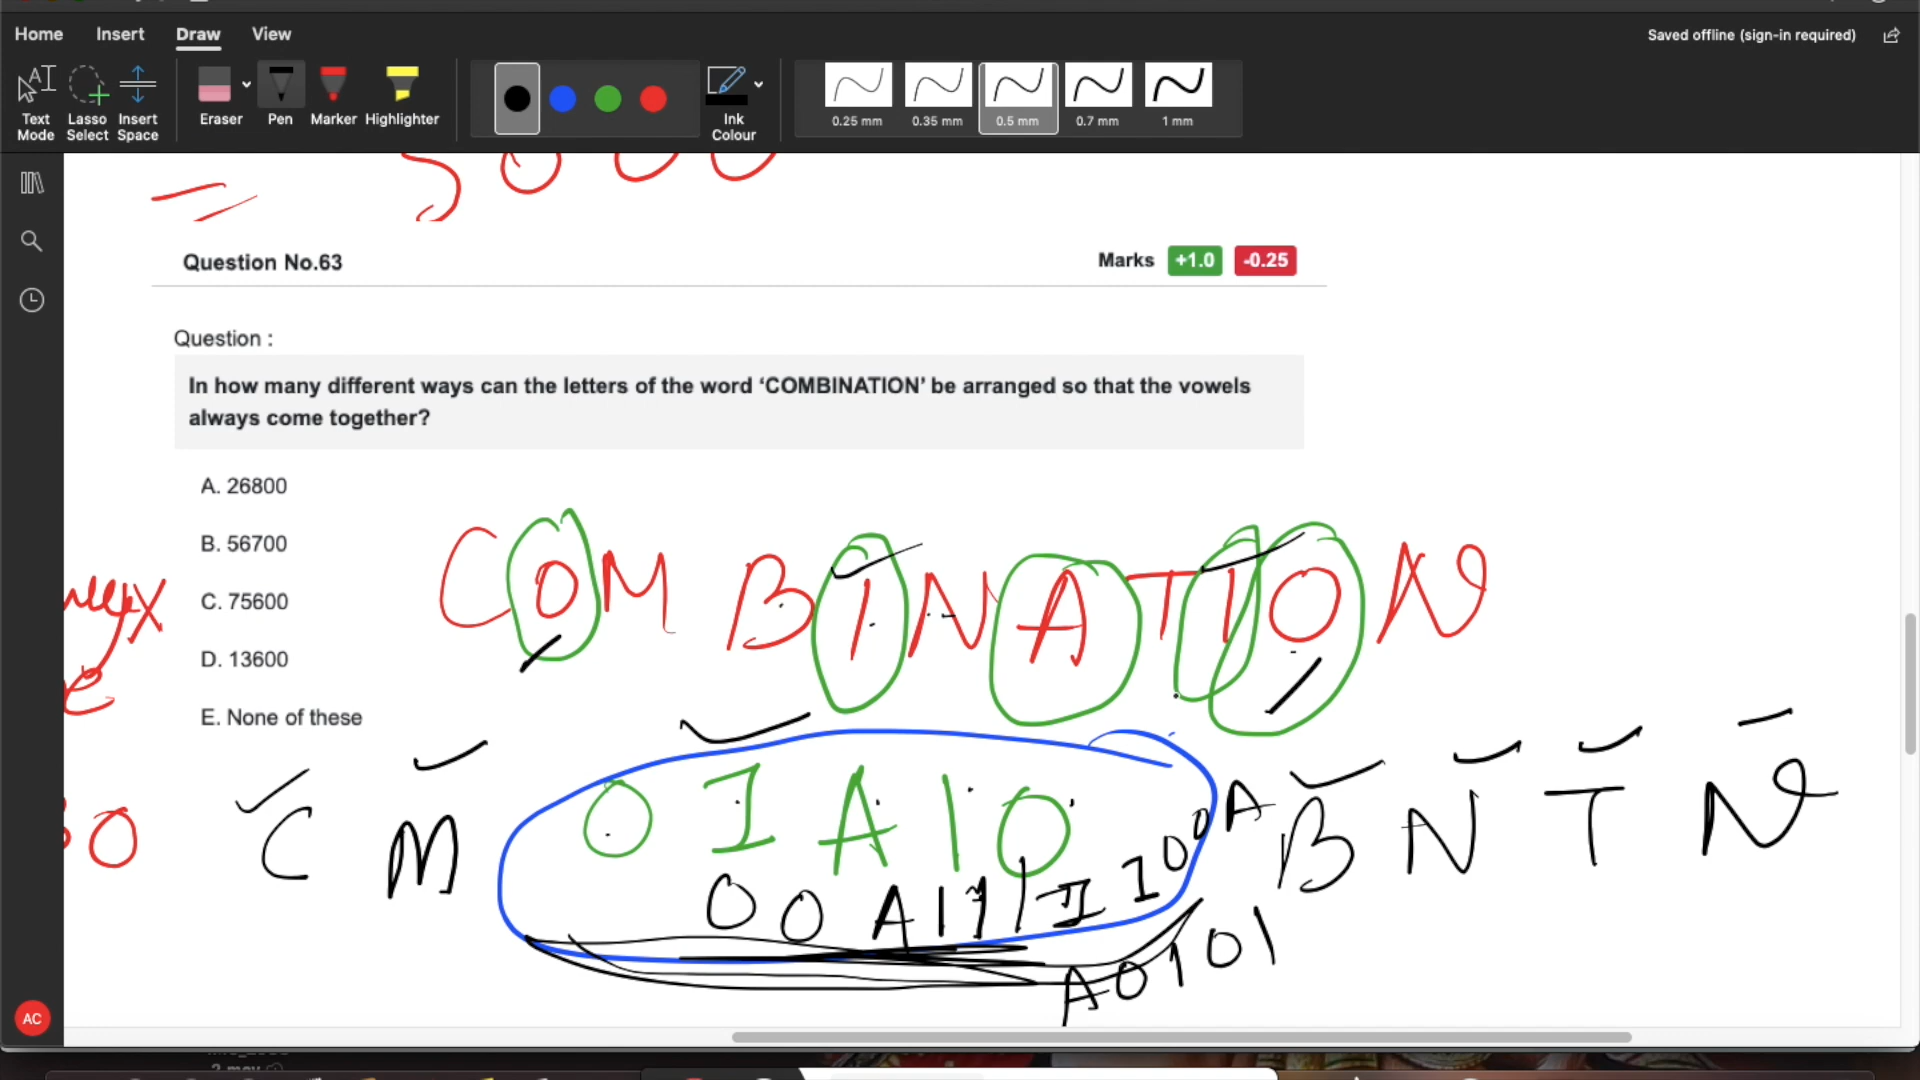 Home Insert Draw View Saved offline (sign-in required)
Text Mode Lasso Select Insert Space Eraser Pen Marker Highlighter Ink Colour 0.25 mm 0.35 mm 0.5 mm 0.7 mm 1 mm
= 5000
Question No.63 Marks +1.0 -0.25
Question :
In how many different ways can the letters of the word ‘COMBINATION’ be arranged so that the vowels
always come together?
A. 26800
B. 56700
C. 75600
D. 13600
E. None of these
COMBINATION
C M O I A I O B N T N
O O A I I
I I O O A
A O I O I
AC